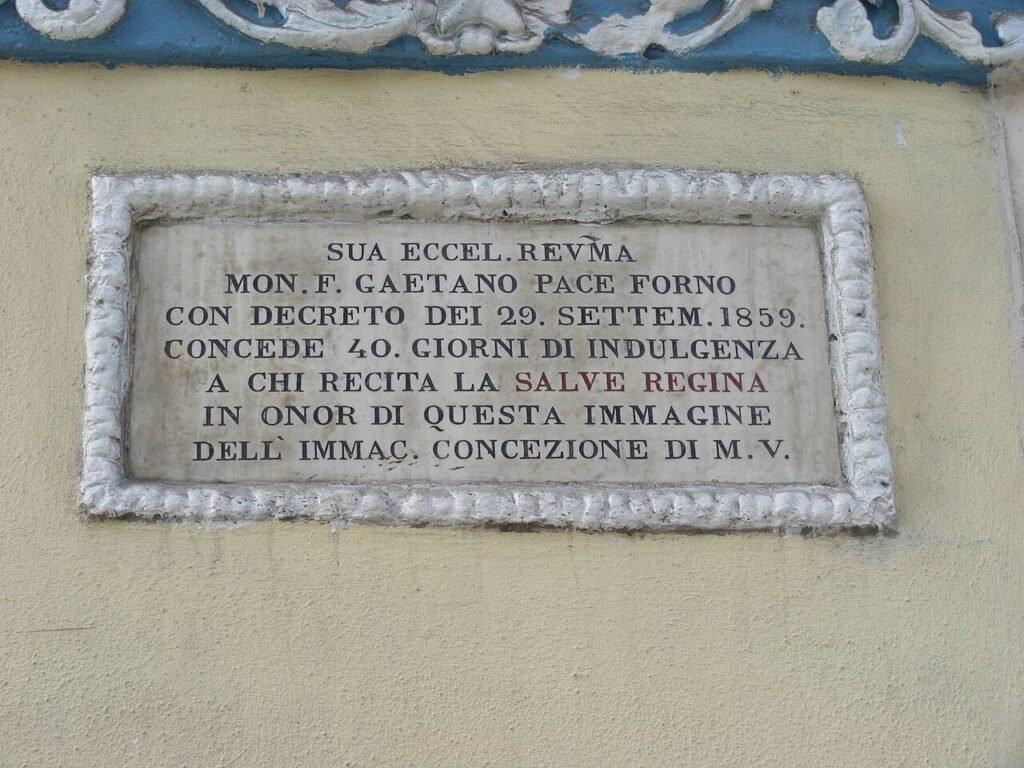 SUA ECCEL. REVM̃A
MON. F. GAETANO PACE FORNO
CON DECRETO DEI 29. SETTEM. 1859.
CONCEDE 40. GIORNI DI INDULGENZA
A CHI RECITA LA SALVE REGINA
IN ONOR DI QUESTA IMMAGINE
DELL̀ IMMAC. CONCEZIONE DI M. V.